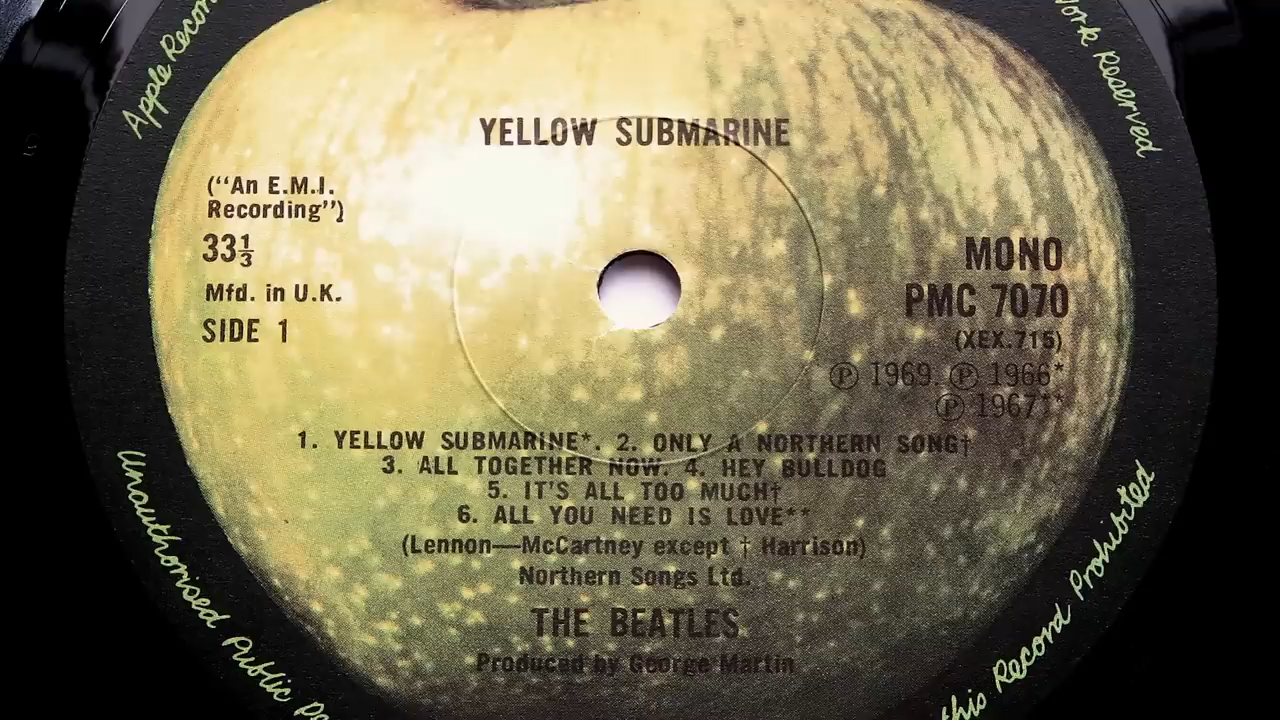 Apple Recor
Work Reserved
YELLOW SUBMARINE
("An E.M.I.
Recording")
33⅓
Mfd. in U.K.
SIDE 1
MONO
PMC 7070
(XEX.715)
Ⓟ 1969. Ⓟ 1966*
Ⓟ 1967**
1. YELLOW SUBMARINE*. 2. ONLY A NORTHERN SONG†
3. ALL TOGETHER NOW. 4. HEY BULLDOG
5. IT'S ALL TOO MUCH†
6. ALL YOU NEED IS LOVE**
(Lennon—McCartney except † Harrison)
Northern Songs Ltd.
THE BEATLES
Produced by George Martin
Unauthorised Public
this Record Prohibited